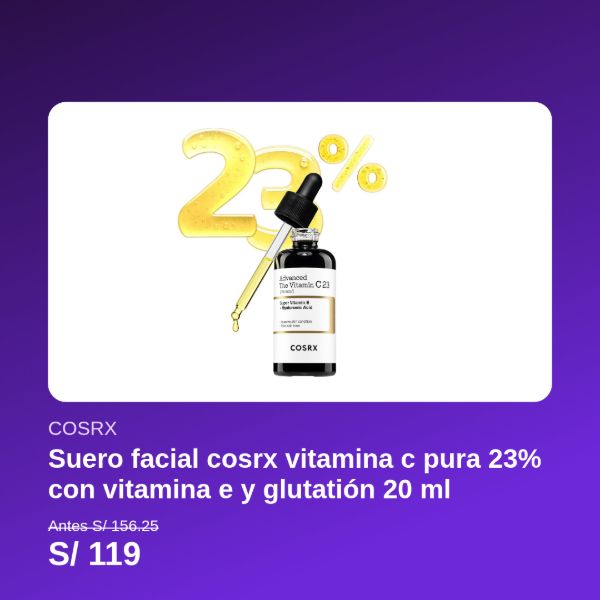 23%
Advanced
The Vitamin C 23
Super Vitamin E
+ Hyaluronic Acid
COSRX
COSRX
Suero facial cosrx vitamina c pura 23%
con vitamina e y glutatión 20 ml
Antes S/ 156.25
S/ 119